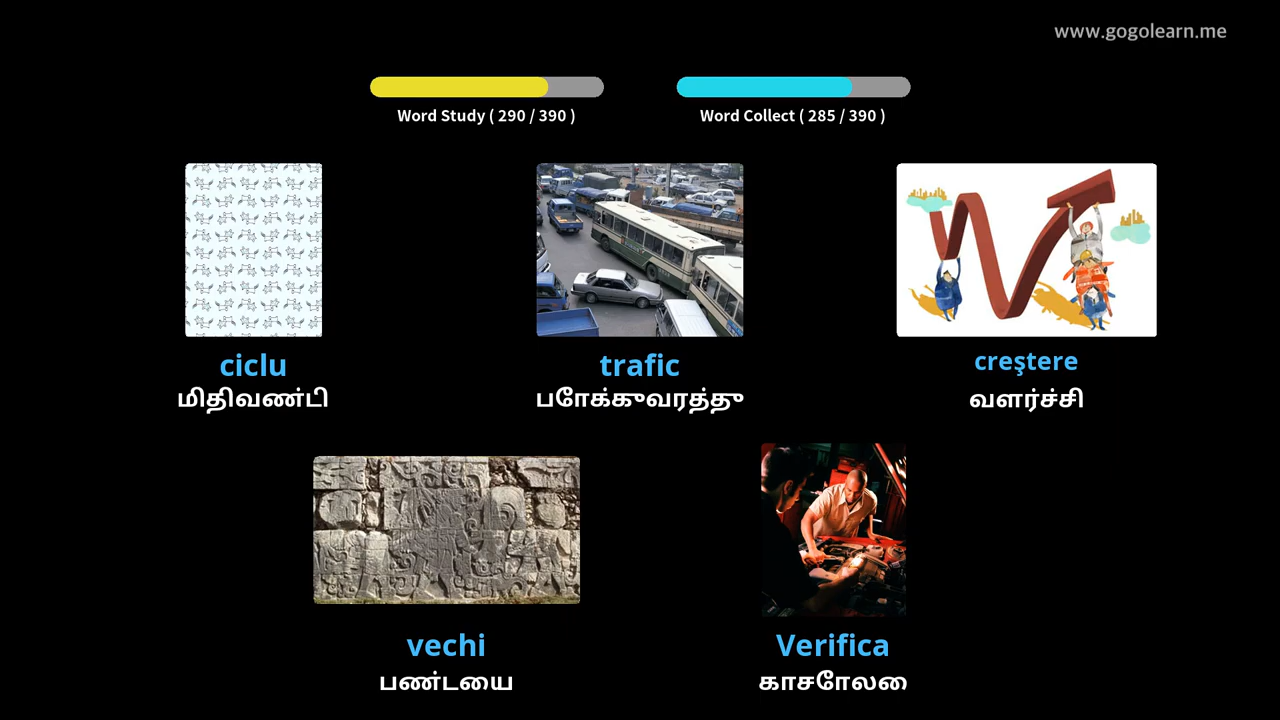 www.gogolearn.me
Word Study ( 290 / 390 )
Word Collect ( 285 / 390 )
ciclu
மிதிவண்டி
trafic
போக்குவரத்து
creştere
வளர்ச்சி
vechi
பண்டைய
Verifica
காசோலை